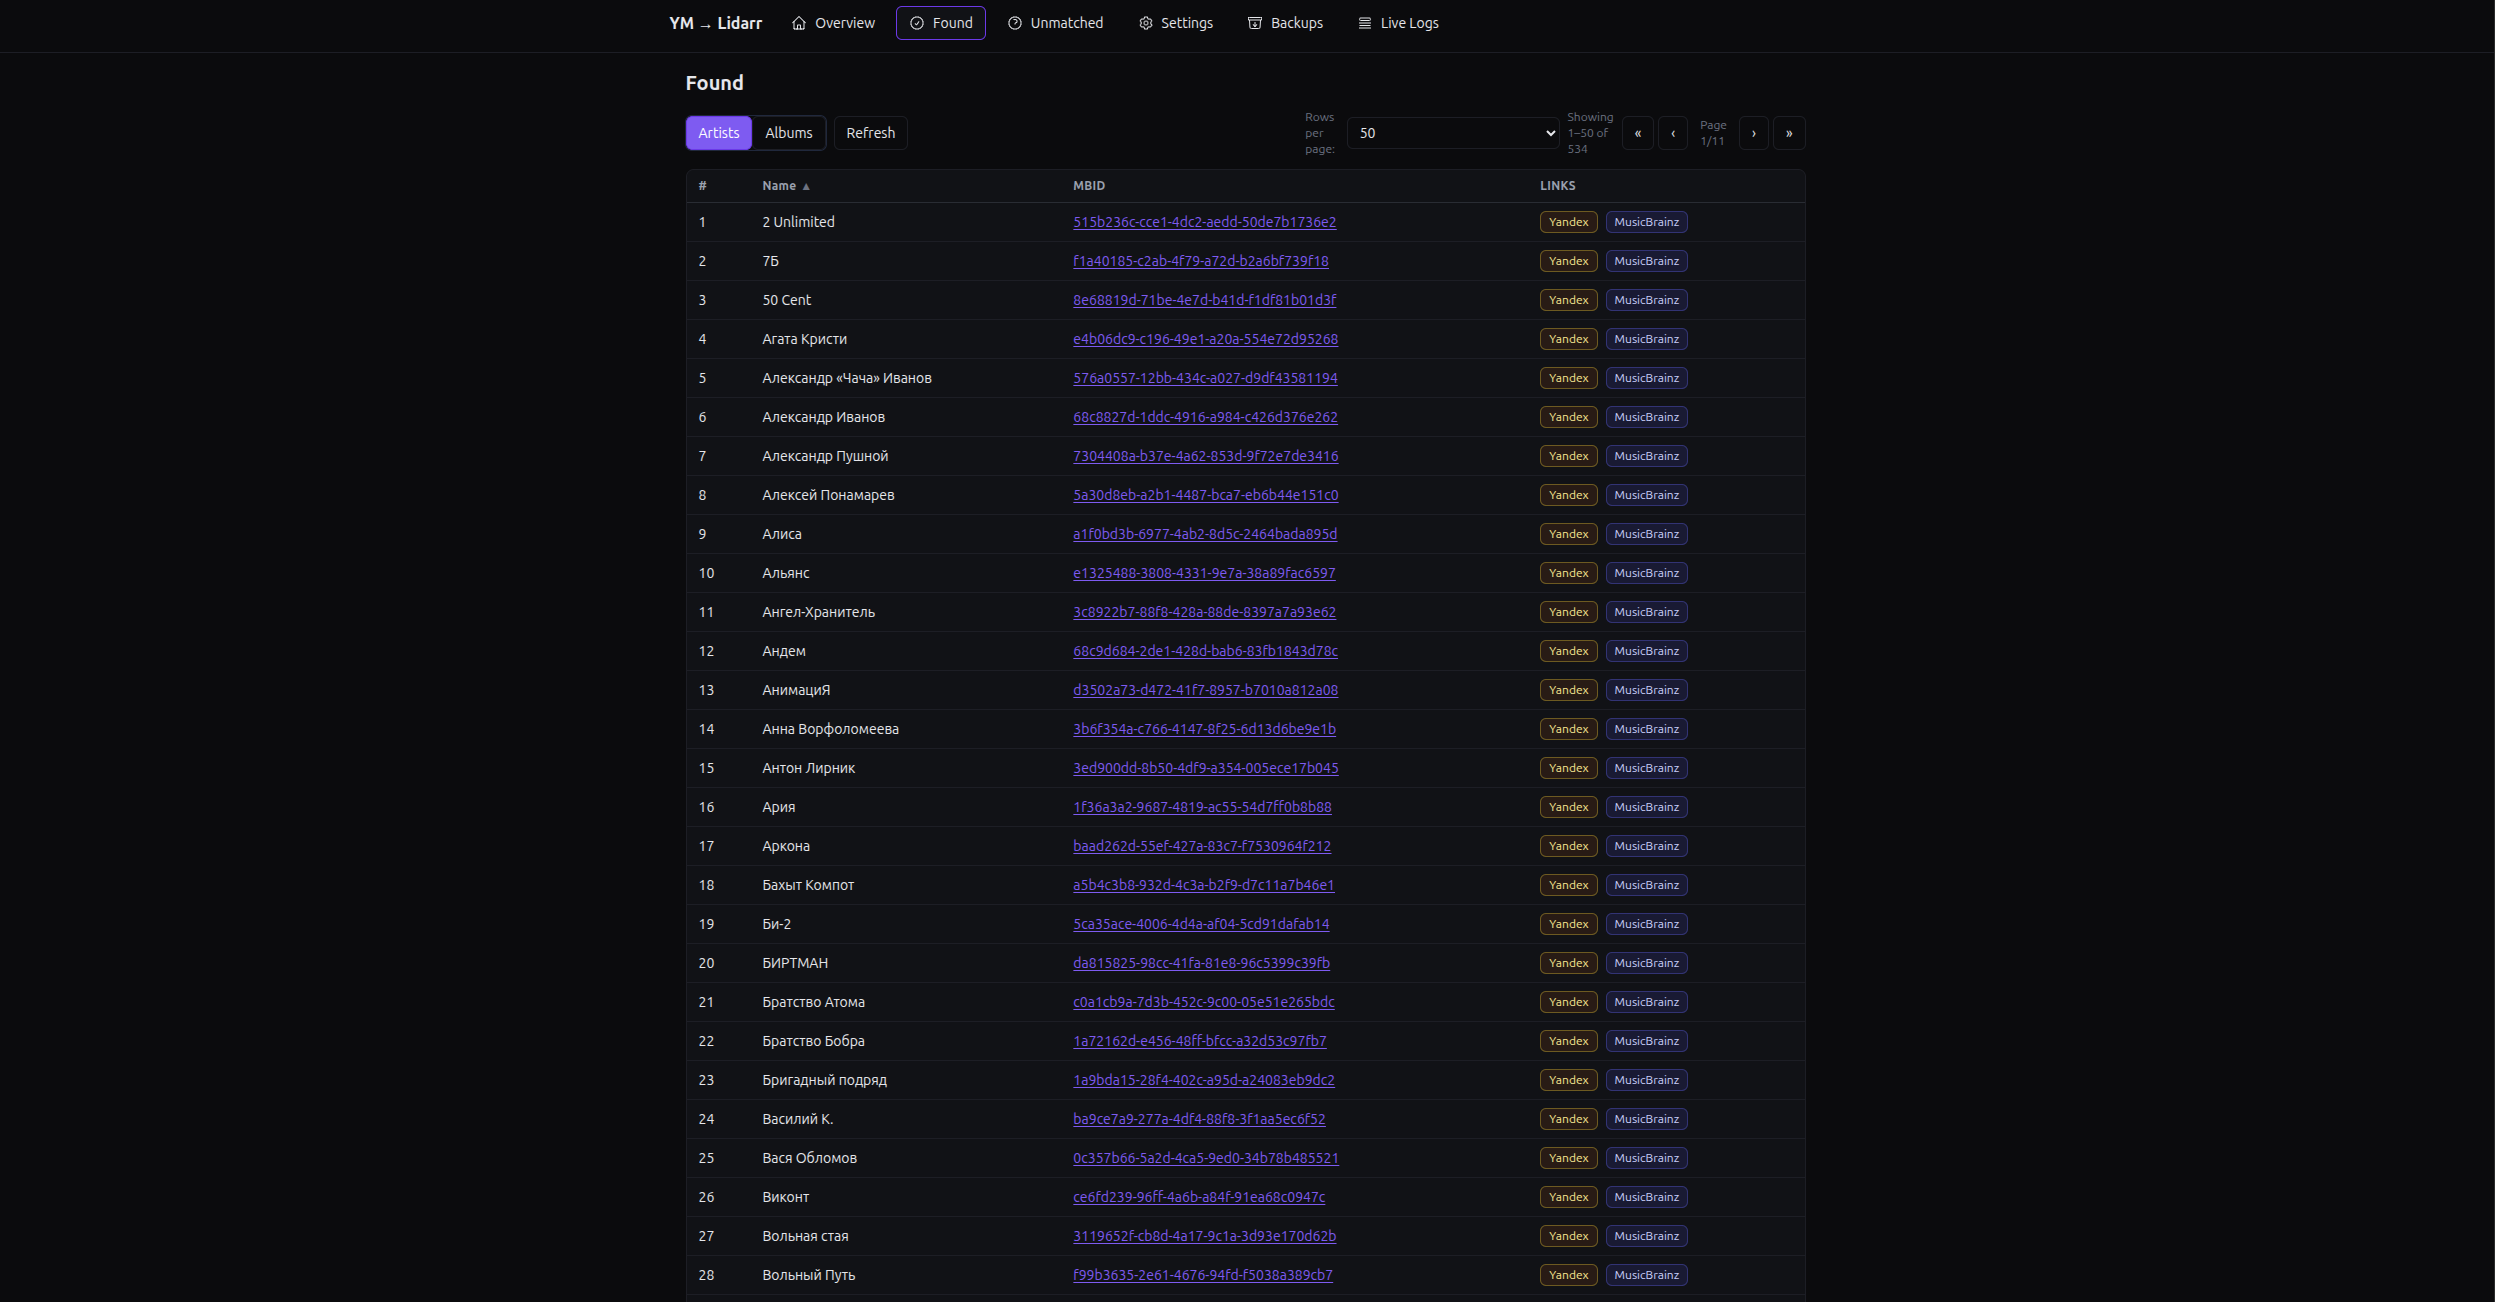 YM → Lidarr Overview Found Unmatched Settings Backups Live Logs
Found
Artists Albums Refresh Rows per page: 50 Showing 1–50 of 534 « ‹ Page 1/11 › »
# Name ▲ MBID LINKS
1 2 Unlimited 515b236c-cce1-4dc2-aedd-50de7b1736e2 Yandex MusicBrainz
2 7Б f1a40185-c2ab-4f79-a72d-b2a6bf739f18 Yandex MusicBrainz
3 50 Cent 8e68819d-71be-4e7d-b41d-f1df81b01d3f Yandex MusicBrainz
4 Агата Кристи e4b06dc9-c196-49e1-a20a-554e72d95268 Yandex MusicBrainz
5 Александр «Чача» Иванов 576a0557-12bb-434c-a027-d9df43581194 Yandex MusicBrainz
6 Александр Иванов 68c8827d-1ddc-4916-a984-c426d376e262 Yandex MusicBrainz
7 Александр Пушной 7304408a-b37e-4a62-853d-9f72e7de3416 Yandex MusicBrainz
8 Алексей Понамарев 5a30d8eb-a2b1-4487-bca7-eb6b44e151c0 Yandex MusicBrainz
9 Алиса a1f0bd3b-6977-4ab2-8d5c-2464bada895d Yandex MusicBrainz
10 Альянс e1325488-3808-4331-9e7a-38a89fac6597 Yandex MusicBrainz
11 Ангел-Хранитель 3c8922b7-88f8-428a-88de-8397a7a93e62 Yandex MusicBrainz
12 Андем 68c9d684-2de1-428d-bab6-83fb1843d78c Yandex MusicBrainz
13 АнимациЯ d3502a73-d472-41f7-8957-b7010a812a08 Yandex MusicBrainz
14 Анна Ворфоломеева 3b6f354a-c766-4147-8f25-6d13d6be9e1b Yandex MusicBrainz
15 Антон Лирник 3ed900dd-8b50-4df9-a354-005ece17b045 Yandex MusicBrainz
16 Ария 1f36a3a2-9687-4819-ac55-54d7ff0b8b88 Yandex MusicBrainz
17 Аркона baad262d-55ef-427a-83c7-f7530964f212 Yandex MusicBrainz
18 Бахыт Компот a5b4c3b8-932d-4c3a-b2f9-d7c11a7b46e1 Yandex MusicBrainz
19 Би-2 5ca35ace-4006-4d4a-af04-5cd91dafab14 Yandex MusicBrainz
20 БИРТМАН da815825-98cc-41fa-81e8-96c5399c39fb Yandex MusicBrainz
21 Братство Атома c0a1cb9a-7d3b-452c-9c00-05e51e265bdc Yandex MusicBrainz
22 Братство Бобра 1a72162d-e456-48ff-bfcc-a32d53c97fb7 Yandex MusicBrainz
23 Бригадный подряд 1a9bda15-28f4-402c-a95d-a24083eb9dc2 Yandex MusicBrainz
24 Василий К. ba9ce7a9-277a-4df4-88f8-3f1aa5ec6f52 Yandex MusicBrainz
25 Вася Обломов 0c357b66-5a2d-4ca5-9ed0-34b78b485521 Yandex MusicBrainz
26 Виконт ce6fd239-96ff-4a6b-a84f-91ea68c0947c Yandex MusicBrainz
27 Вольная стая 3119652f-cb8d-4a17-9c1a-3d93e170d62b Yandex MusicBrainz
28 Вольный Путь f99b3635-2e61-4676-94fd-f5038a389cb7 Yandex MusicBrainz